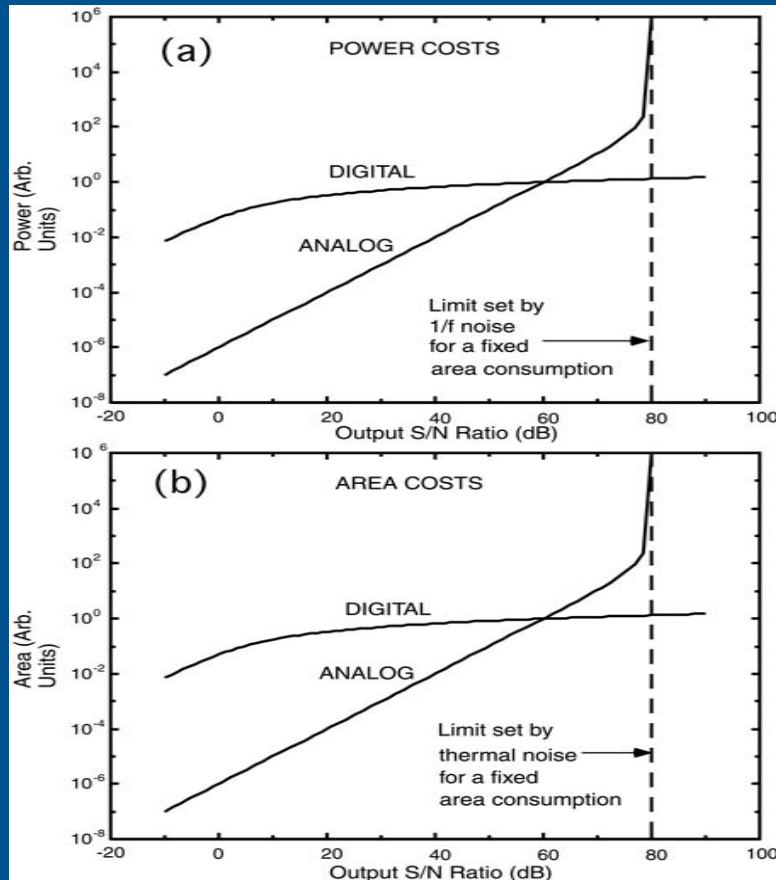 (a)
POWER COSTS
DIGITAL
ANALOG
Limit set by
1/f noise
for a fixed
area consumption
Power (Arb.
Units)
10^6
10^4
10^2
10^0
10^-2
10^-4
10^-6
10^-8
-20 0 20 40 60 80 100
Output S/N Ratio (dB)
(b)
AREA COSTS
DIGITAL
ANALOG
Limit set by
thermal noise
for a fixed
area consumption
Area (Arb.
Units)
10^6
10^4
10^2
10^0
10^-2
10^-4
10^-6
10^-8
-20 0 20 40 60 80 100
Output S/N Ratio (dB)